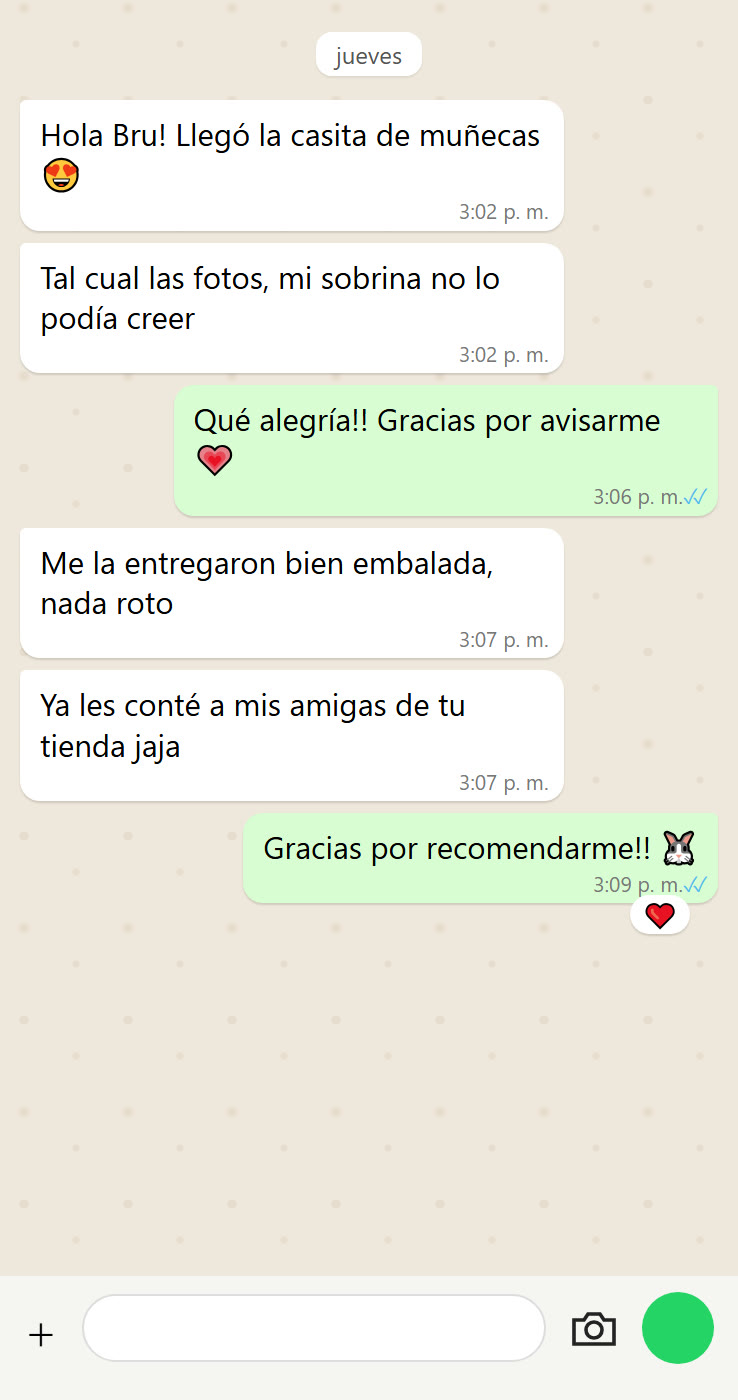 jueves
Hola Bru! Llegó la casita de muñecas
😍
3:02 p. m.
Tal cual las fotos, mi sobrina no lo
podía creer
3:02 p. m.
Qué alegría!! Gracias por avisarme
💗
3:06 p. m.
Me la entregaron bien embalada,
nada roto
3:07 p. m.
Ya les conté a mis amigas de tu
tienda jaja
3:07 p. m.
Gracias por recomendarme!! 🐰
3:09 p. m.
❤️